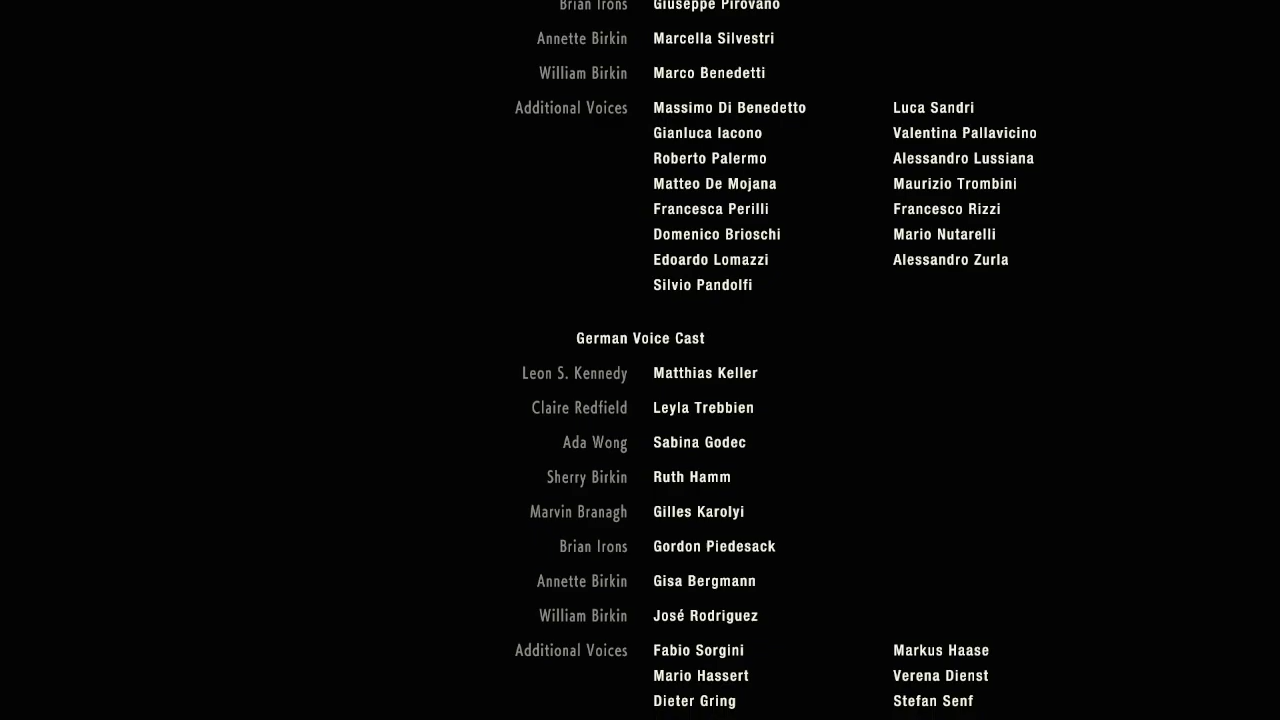 Brian Irons Giuseppe Pirovano
Annette Birkin Marcella Silvestri
William Birkin Marco Benedetti
Additional Voices Massimo Di Benedetto Luca Sandri
Gianluca Iacono Valentina Pallavicino
Roberto Palermo Alessandro Lussiana
Matteo De Mojana Maurizio Trombini
Francesca Perilli Francesco Rizzi
Domenico Brioschi Mario Nutarelli
Edoardo Lomazzi Alessandro Zurla
Silvio Pandolfi
German Voice Cast
Leon S. Kennedy Matthias Keller
Claire Redfield Leyla Trebbien
Ada Wong Sabina Godec
Sherry Birkin Ruth Hamm
Marvin Branagh Gilles Karolyi
Brian Irons Gordon Piedesack
Annette Birkin Gisa Bergmann
William Birkin José Rodriguez
Additional Voices Fabio Sorgini Markus Haase
Mario Hassert Verena Dienst
Dieter Gring Stefan Senf